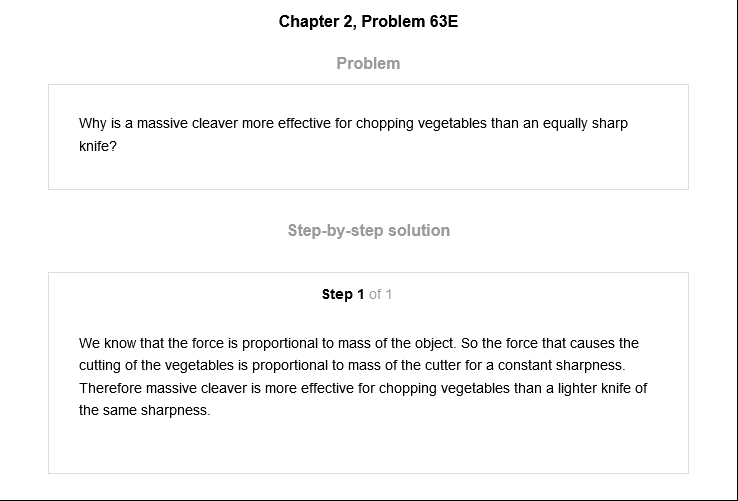 Chapter 2, Problem 63E
Problem
Why is a massive cleaver more effective for chopping vegetables than an equally sharp
knife?
Step-by-step solution
Step 1 of 1
We know that the force is proportional to mass of the object. So the force that causes the
cutting of the vegetables is proportional to mass of the cutter for a constant sharpness.
Therefore massive cleaver is more effective for chopping vegetables than a lighter knife of
the same sharpness.